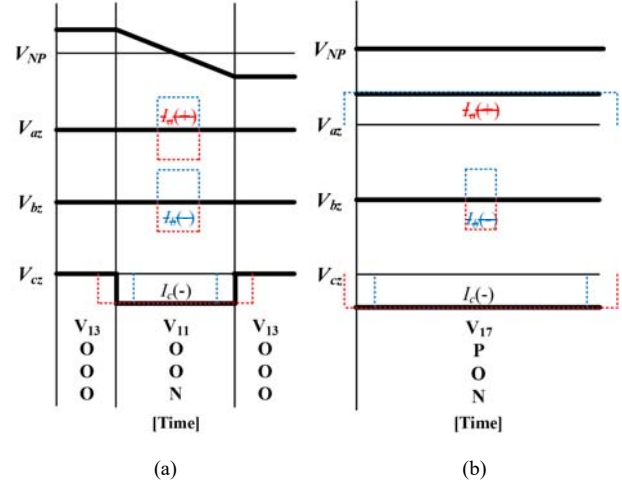 V_NP
I_a(+)
V_az
V_bz
I_b(-)
V_cz
I_c(-)
V_13 V_11 V_13
O O O
O O O
O N O
[Time]
(a)
V_NP
I_a(+)
V_az
V_bz
I_b(-)
V_cz
I_c(-)
V_17
P
O
N
[Time]
(b)